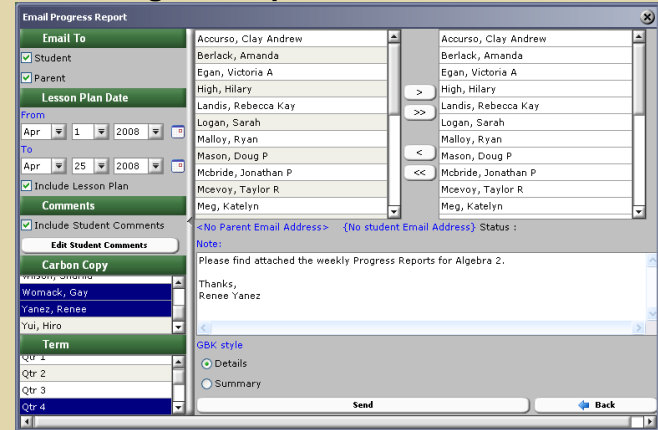 Email Progress Report
Email To
Student
Parent
Lesson Plan Date
From
Apr 1 2008
To
Apr 25 2008
Include Lesson Plan
Comments
Include Student Comments
Edit Student Comments
Carbon Copy
Womack, Gay
Yanez, Renee
Yui, Hiro
Term
Qtr 1
Qtr 2
Qtr 3
Qtr 4
Accurso, Clay Andrew
Berlack, Amanda
Egan, Victoria A
High, Hilary
Landis, Rebecca Kay
Logan, Sarah
Malloy, Ryan
Mason, Doug P
Mcbride, Jonathan P
Mcevoy, Taylor R
Meg, Katelyn
>
>>
<
<<
Accurso, Clay Andrew
Berlack, Amanda
Egan, Victoria A
High, Hilary
Landis, Rebecca Kay
Logan, Sarah
Malloy, Ryan
Mason, Doug P
Mcbride, Jonathan P
Mcevoy, Taylor R
Meg, Katelyn
<No Parent Email Address> {No student Email Address} Status :
Note:
Please find attached the weekly Progress Reports for Algebra 2.
Thanks,
Renee Yanez
GBK style
Details
Summary
Send
Back